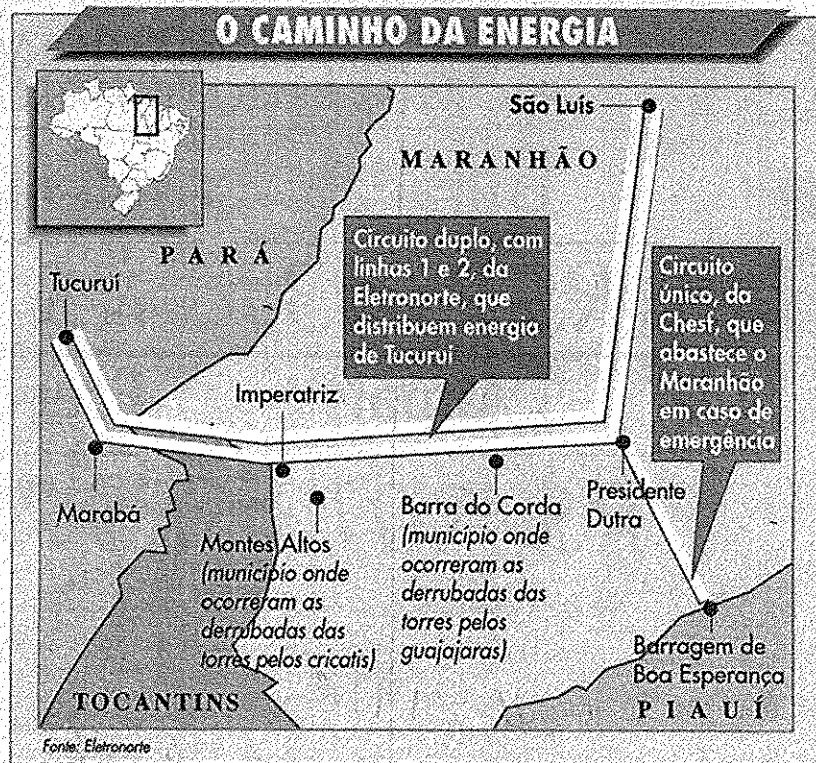 O CAMINHO DA ENERGIA
São Luís
MARANHÃO
PARÁ
Tucuruí
Circuito duplo, com
linhas 1 e 2, da
Eletronorte, que
distribuem energia
de Tucuruí
Circuito
único, da
Chesf, que
abastece o
Maranhão
em caso de
emergência
Imperatriz
Marabá
Montes Altos
(município onde
ocorreram as
derrubadas das
torres pelos cricatis)
Barra do Corda
(município onde
ocorreram as
derrubadas das
torres pelos
guajajaras)
Presidente
Dutra
Barragem de
Boa Esperança
TOCANTINS
PIAUÍ
Fonte: Eletronorte